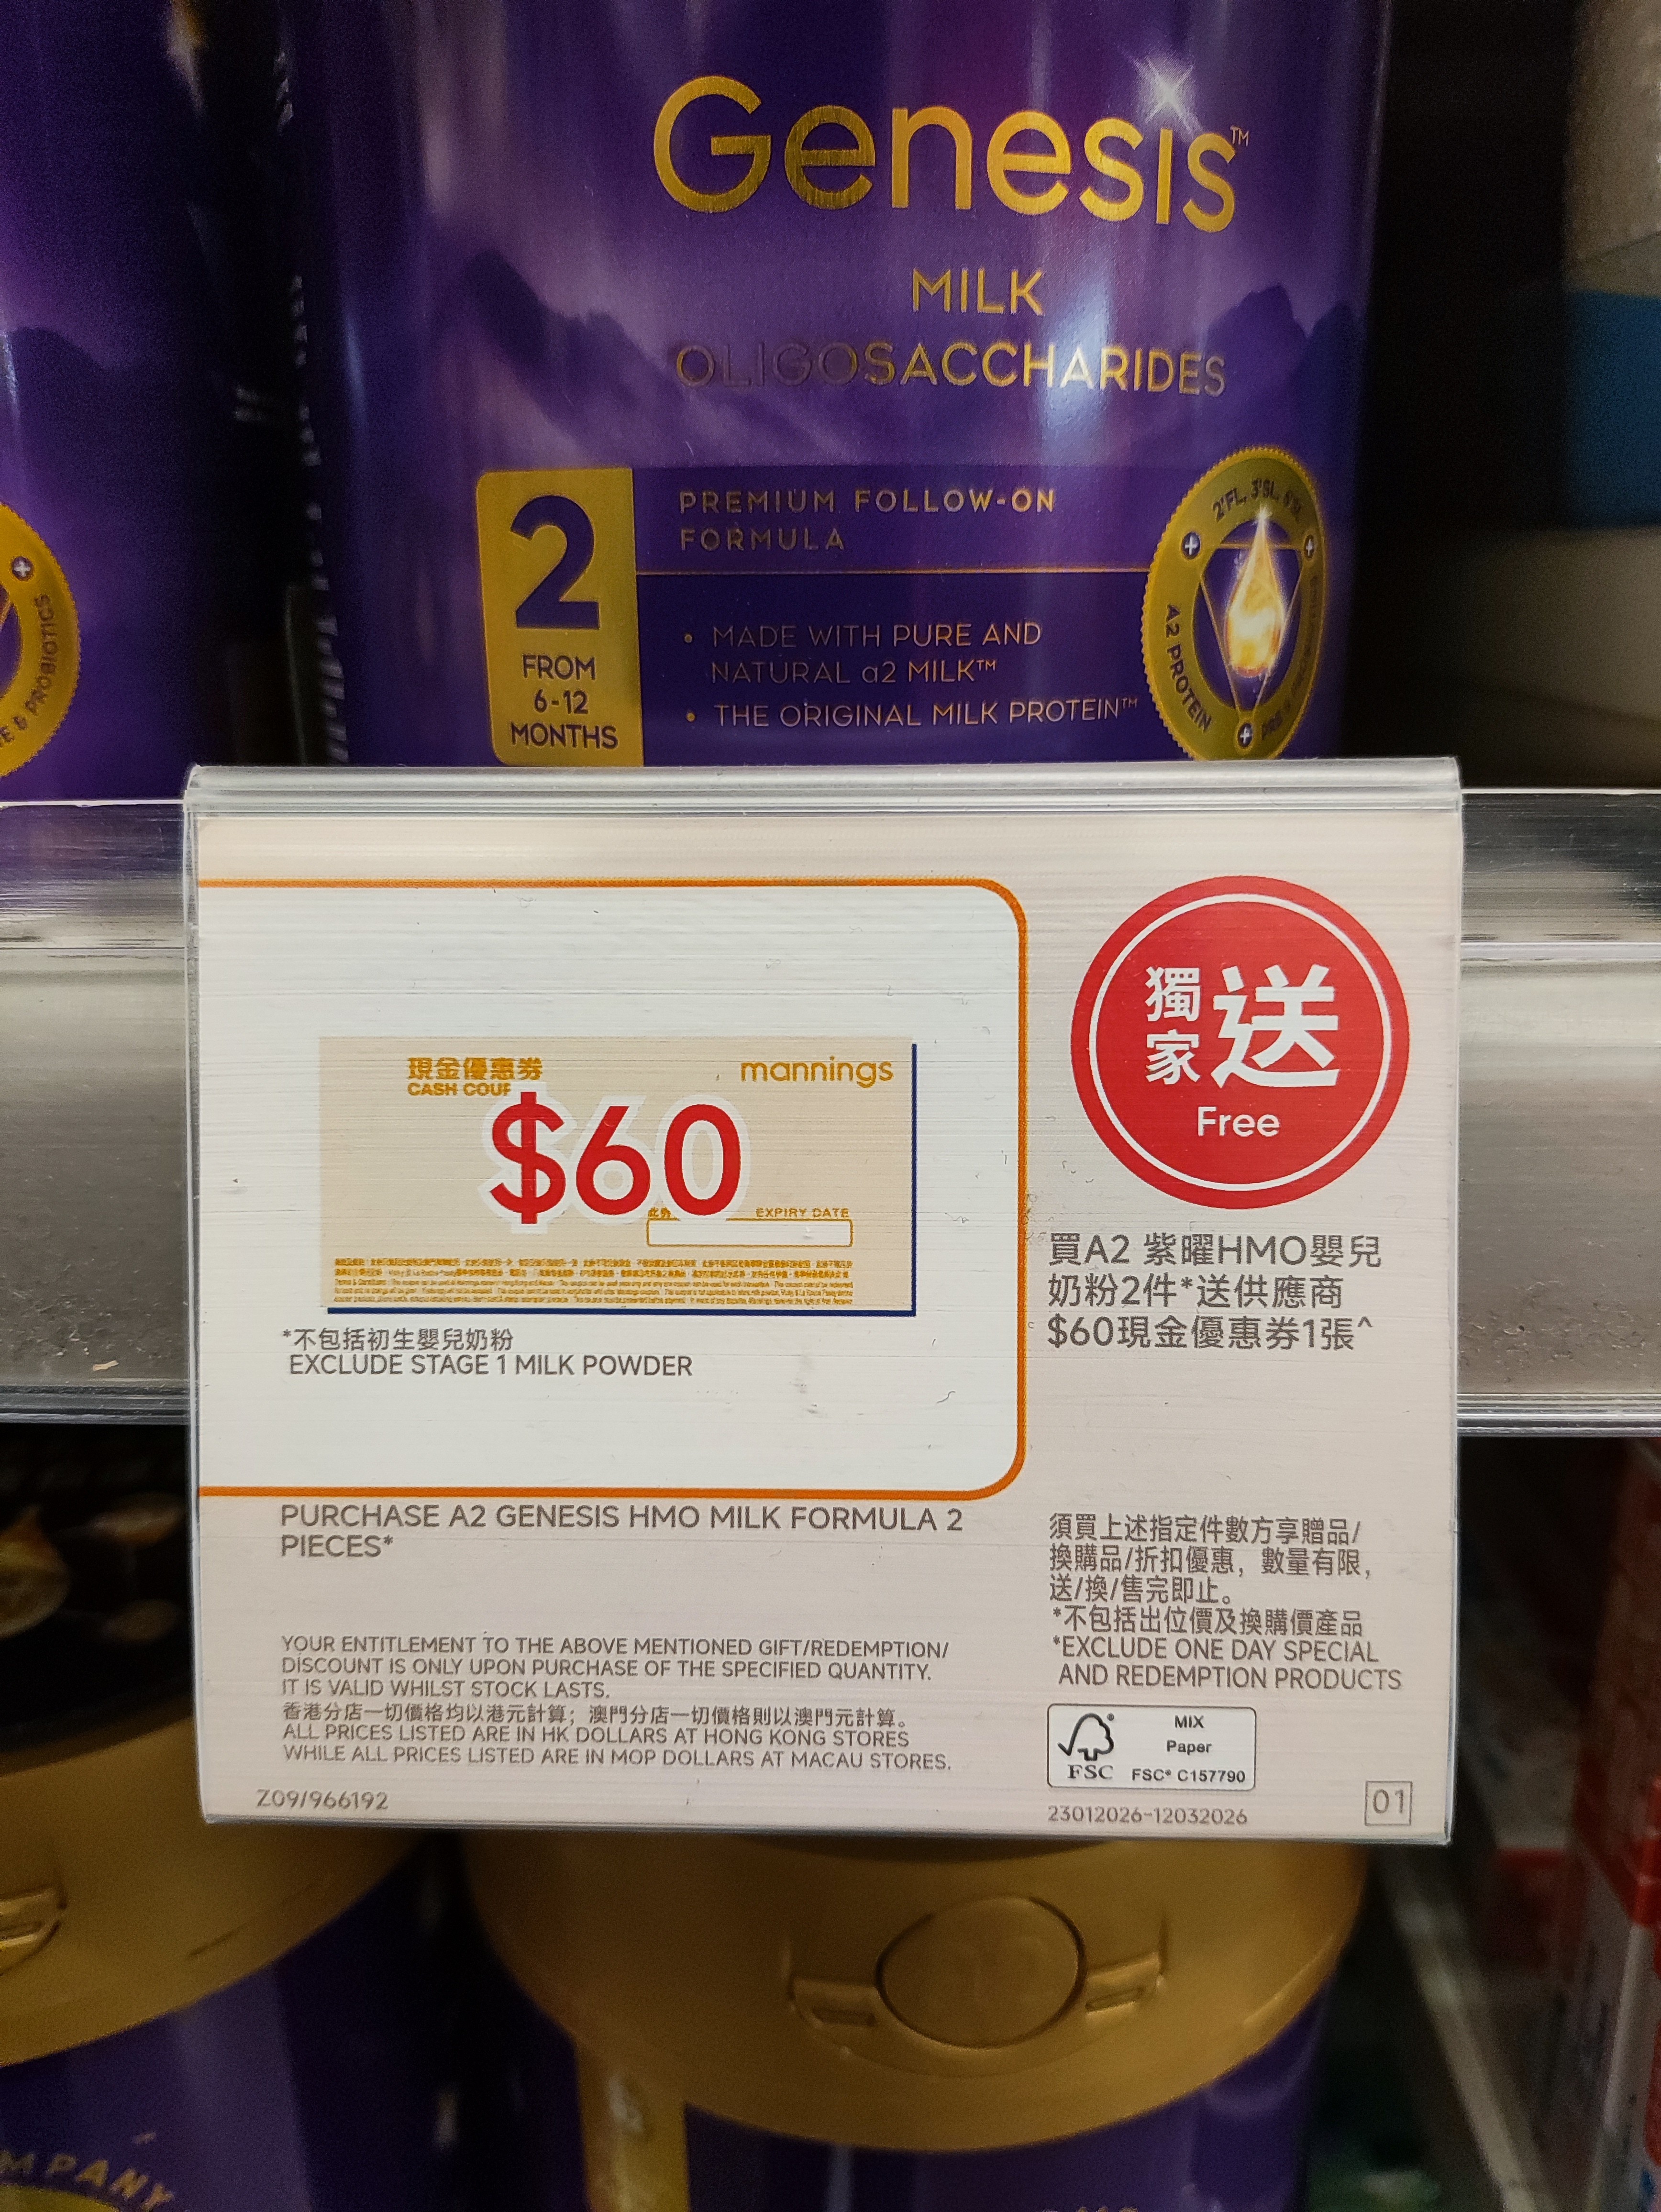 Genesis™
MILK
OLIGOSACCHARIDES
2
FROM
6-12
MONTHS
PREMIUM FOLLOW-ON
FORMULA
• MADE WITH PURE AND
NATURAL a2 MILK™
• THE ORIGINAL MILK PROTEIN™
2'FL, 3'SL, 6'SL
A2 PROTEIN
& PROBIOTICS
現金優惠券
CASH COUP
mannings
$60
EXPIRY DATE
*不包括初生嬰兒奶粉
EXCLUDE STAGE 1 MILK POWDER
獨家送
Free
買A2 紫曜HMO嬰兒
奶粉2件*送供應商
$60現金優惠券1張^
PURCHASE A2 GENESIS HMO MILK FORMULA 2
PIECES*
YOUR ENTITLEMENT TO THE ABOVE MENTIONED GIFT/REDEMPTION/
DISCOUNT IS ONLY UPON PURCHASE OF THE SPECIFIED QUANTITY.
IT IS VALID WHILST STOCK LASTS.
香港分店一切價格均以港元計算；澳門分店一切價格則以澳門元計算。
ALL PRICES LISTED ARE IN HK DOLLARS AT HONG KONG STORES
WHILE ALL PRICES LISTED ARE IN MOP DOLLARS AT MACAU STORES.
Z09/966192
須買上述指定件數方享贈品/
換購品/折扣優惠，數量有限，
送/換/售完即止。
*不包括出位價及換購價產品
*EXCLUDE ONE DAY SPECIAL
AND REDEMPTION PRODUCTS
FSC
MIX
Paper
FSC® C157790
23012026-12032026
01
MPANY